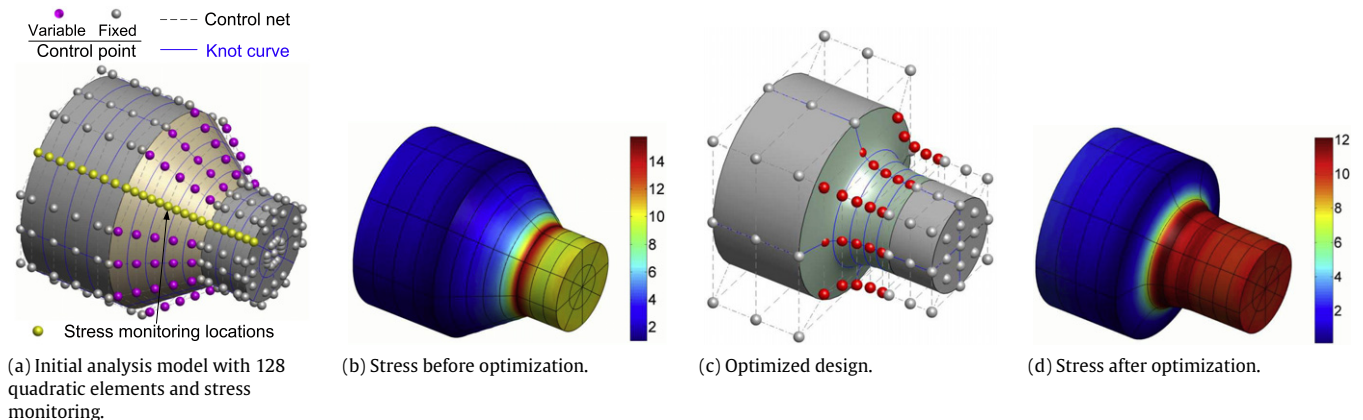 Variable Fixed
Control point
Control net
Knot curve
Stress monitoring locations
14
12
10
8
6
4
2
12
10
8
6
4
2
(a) Initial analysis model with 128
quadratic elements and stress
monitoring.
(b) Stress before optimization.
(c) Optimized design.
(d) Stress after optimization.